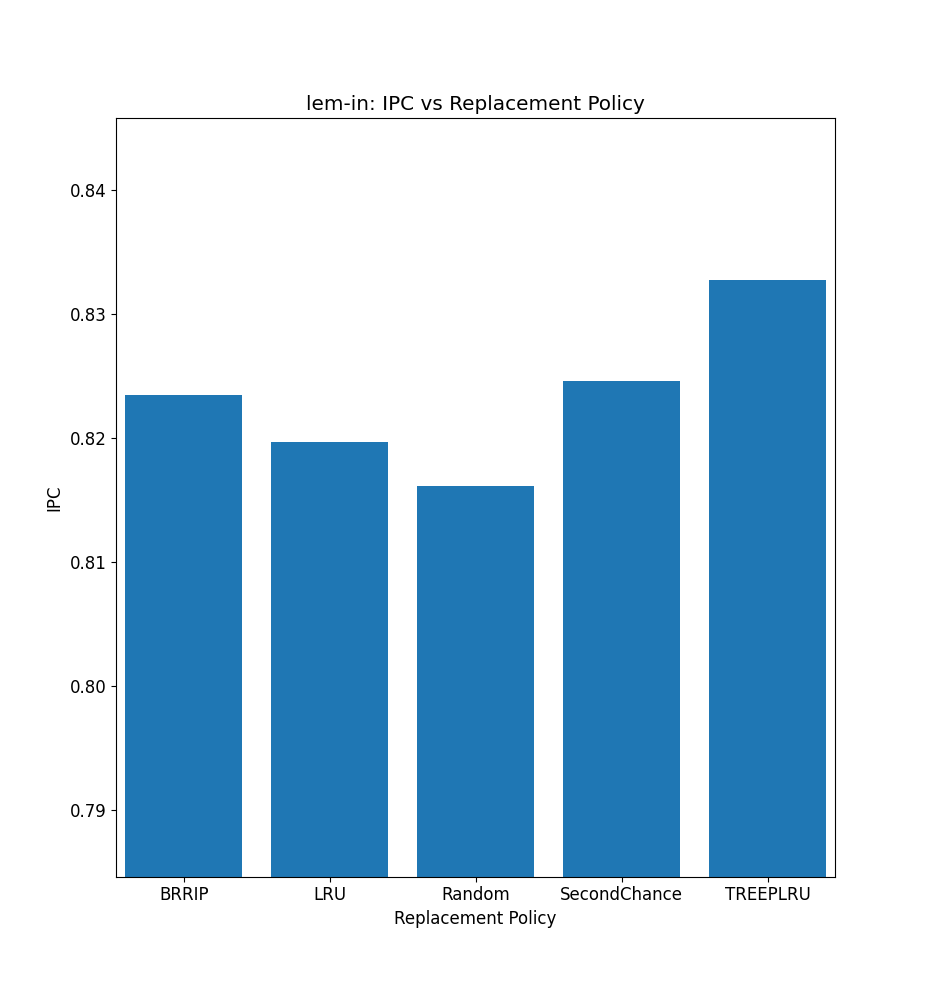 lem-in: IPC vs Replacement Policy
0.84
0.83
0.82
0.81
0.80
0.79
IPC
BRRIP LRU Random SecondChance TREEPLRU
Replacement Policy